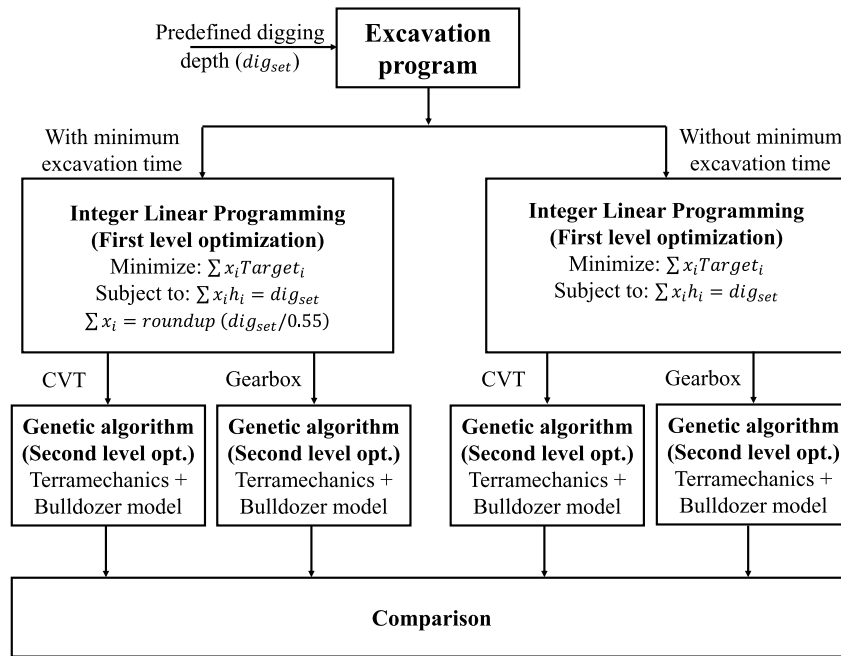 Predefined digging
depth (dig_set)
Excavation
program
With minimum
excavation time
Without minimum
excavation time
Integer Linear Programming
(First level optimization)
Minimize: ∑ x_i Target_i
Subject to: ∑ x_i h_i = dig_set
∑ x_i = roundup (dig_set/0.55)
Integer Linear Programming
(First level optimization)
Minimize: ∑ x_i Target_i
Subject to: ∑ x_i h_i = dig_set
CVT
Gearbox
CVT
Gearbox
Genetic algorithm
(Second level opt.)
Terramechanics +
Bulldozer model
Genetic algorithm
(Second level opt.)
Terramechanics +
Bulldozer model
Genetic algorithm
(Second level opt.)
Terramechanics +
Bulldozer model
Genetic algorithm
(Second level opt.)
Terramechanics +
Bulldozer model
Comparison